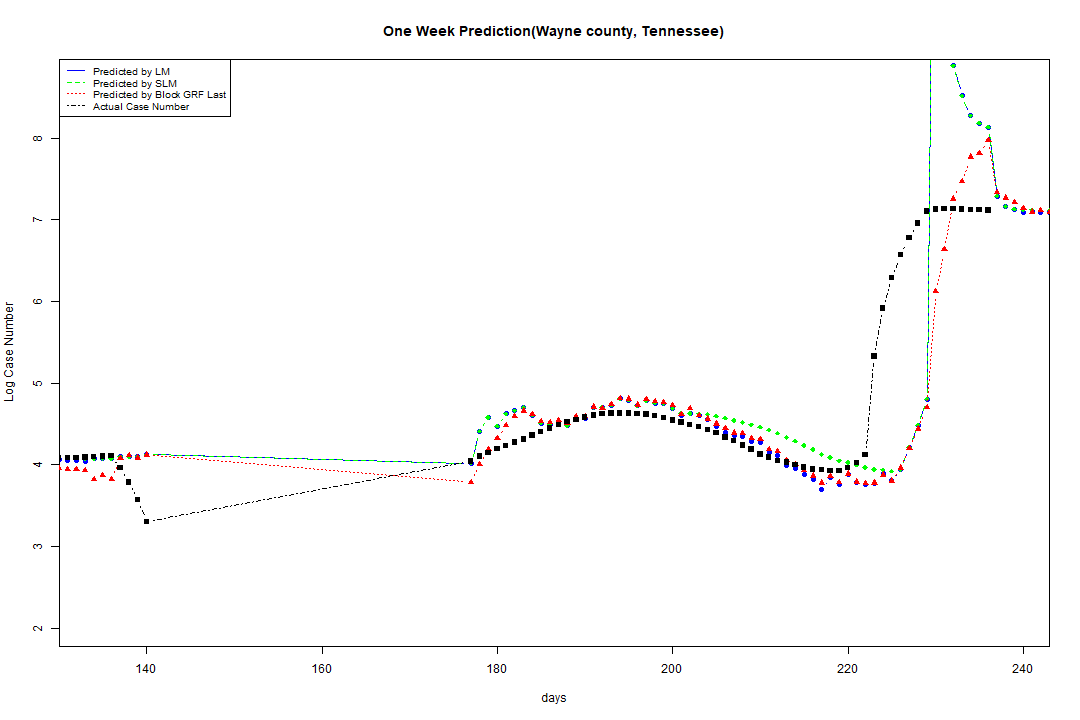 One Week Prediction(Wayne county, Tennessee)
Predicted by LM
Predicted by SLM
Predicted by Block GRF Last
Actual Case Number
8
7
6
5
4
3
2
Log Case Number
140 160 180 200 220 240
days